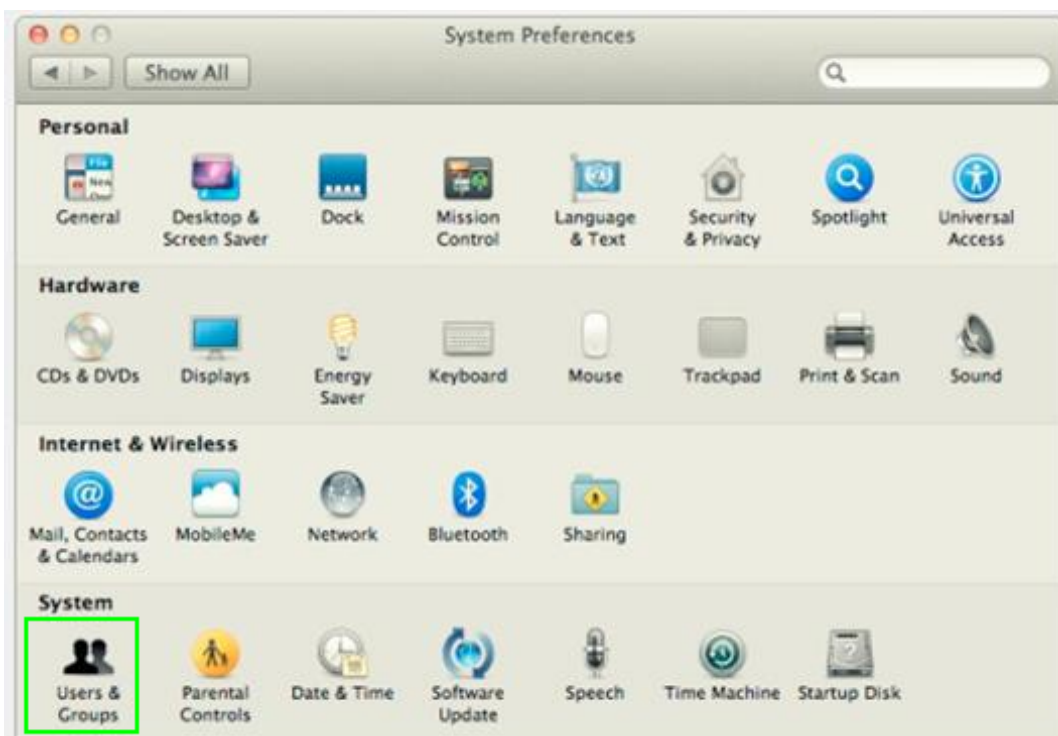 System Preferences
Show All
Personal
File
New
General
Desktop &
Screen Saver
Dock
Mission
Control
Language
& Text
Security
& Privacy
Spotlight
Universal
Access
Hardware
CDs & DVDs
Displays
Energy
Saver
Keyboard
Mouse
Trackpad
Print & Scan
Sound
Internet & Wireless
@
Mail, Contacts
& Calendars
MobileMe
Network
Bluetooth
Sharing
System
Users &
Groups
Parental
Controls
Date & Time
Software
Update
Speech
Time Machine
?
Startup Disk